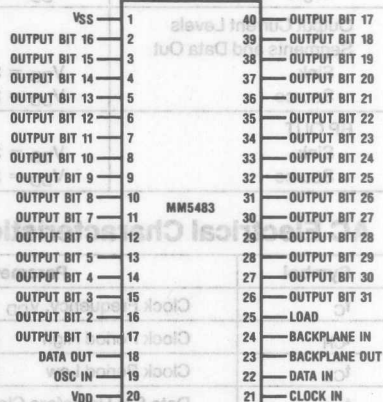 VSS 1 40 OUTPUT BIT 17
OUTPUT BIT 16 2 39 OUTPUT BIT 18
OUTPUT BIT 15 3 38 OUTPUT BIT 19
OUTPUT BIT 14 4 37 OUTPUT BIT 20
OUTPUT BIT 13 5 36 OUTPUT BIT 21
OUTPUT BIT 12 6 35 OUTPUT BIT 22
OUTPUT BIT 11 7 34 OUTPUT BIT 23
OUTPUT BIT 10 8 33 OUTPUT BIT 24
OUTPUT BIT 9 9 32 OUTPUT BIT 25
OUTPUT BIT 8 10 31 OUTPUT BIT 26
MM5483
OUTPUT BIT 7 11 30 OUTPUT BIT 27
OUTPUT BIT 6 12 29 OUTPUT BIT 28
OUTPUT BIT 5 13 28 OUTPUT BIT 29
OUTPUT BIT 4 14 27 OUTPUT BIT 30
OUTPUT BIT 3 15 26 OUTPUT BIT 31
OUTPUT BIT 2 16 25 LOAD
OUTPUT BIT 1 17 24 BACKPLANE IN
DATA OUT 18 23 BACKPLANE OUT
OSC IN 19 22 DATA IN
VDD 20 21 CLOCK IN